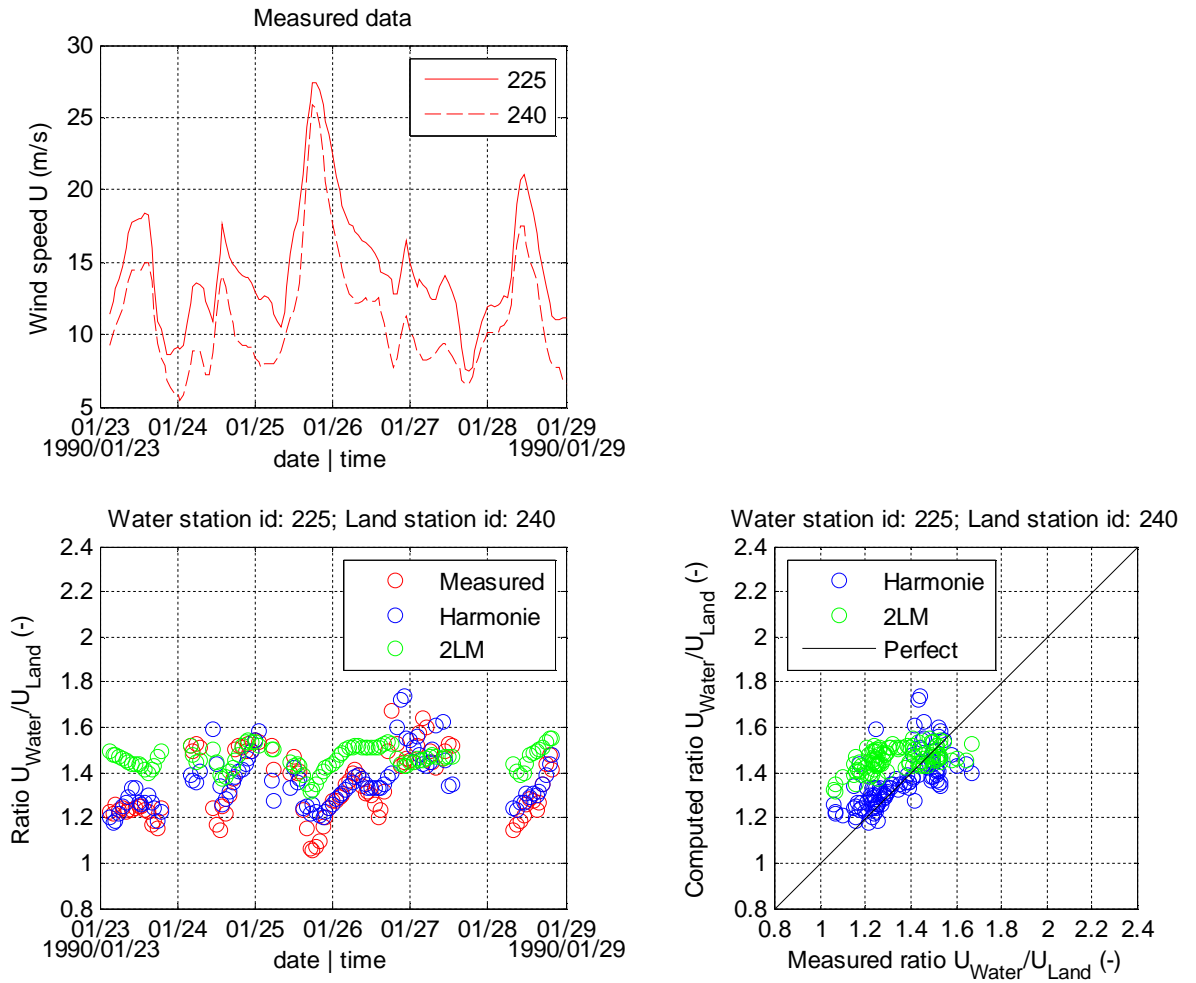 Measured data
Wind speed U (m/s)
30
25
20
15
10
5
225
240
01/23 01/24 01/25 01/26 01/27 01/28 01/29
1990/01/23 1990/01/29
date | time
Water station id: 225; Land station id: 240
Ratio U_Water/U_Land (-)
2.4
2.2
2
1.8
1.6
1.4
1.2
1
0.8
Measured
Harmonie
2LM
01/23 01/24 01/25 01/26 01/27 01/28 01/29
1990/01/23 1990/01/29
date | time
Water station id: 225; Land station id: 240
Computed ratio U_Water/U_Land (-)
2.4
2.2
2
1.8
1.6
1.4
1.2
1
0.8
Harmonie
2LM
Perfect
0.8 1 1.2 1.4 1.6 1.8 2 2.2 2.4
Measured ratio U_Water/U_Land (-)